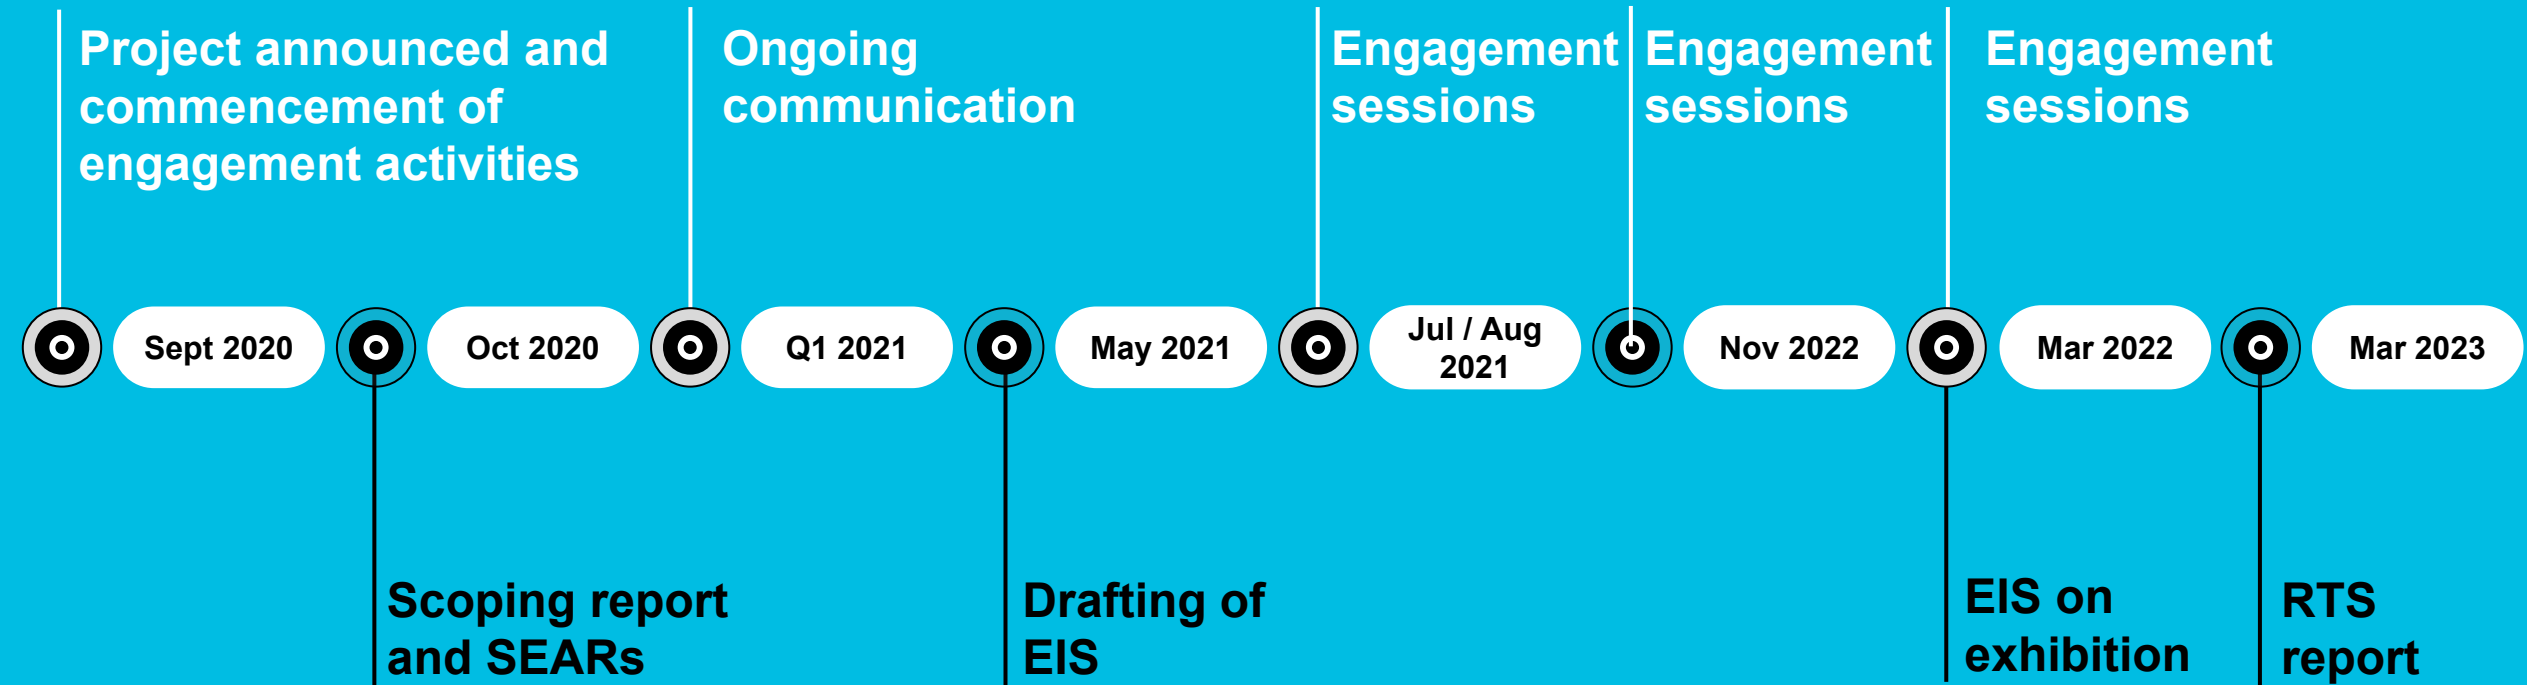 Project announced and
commencement of
engagement activities
Ongoing
communication
Engagement
sessions
Engagement
sessions
Engagement
sessions
Sept 2020
Oct 2020
Q1 2021
May 2021
Jul / Aug
2021
Nov 2022
Mar 2022
Mar 2023
Scoping report
and SEARs
Drafting of
EIS
EIS on
exhibition
RTS
report